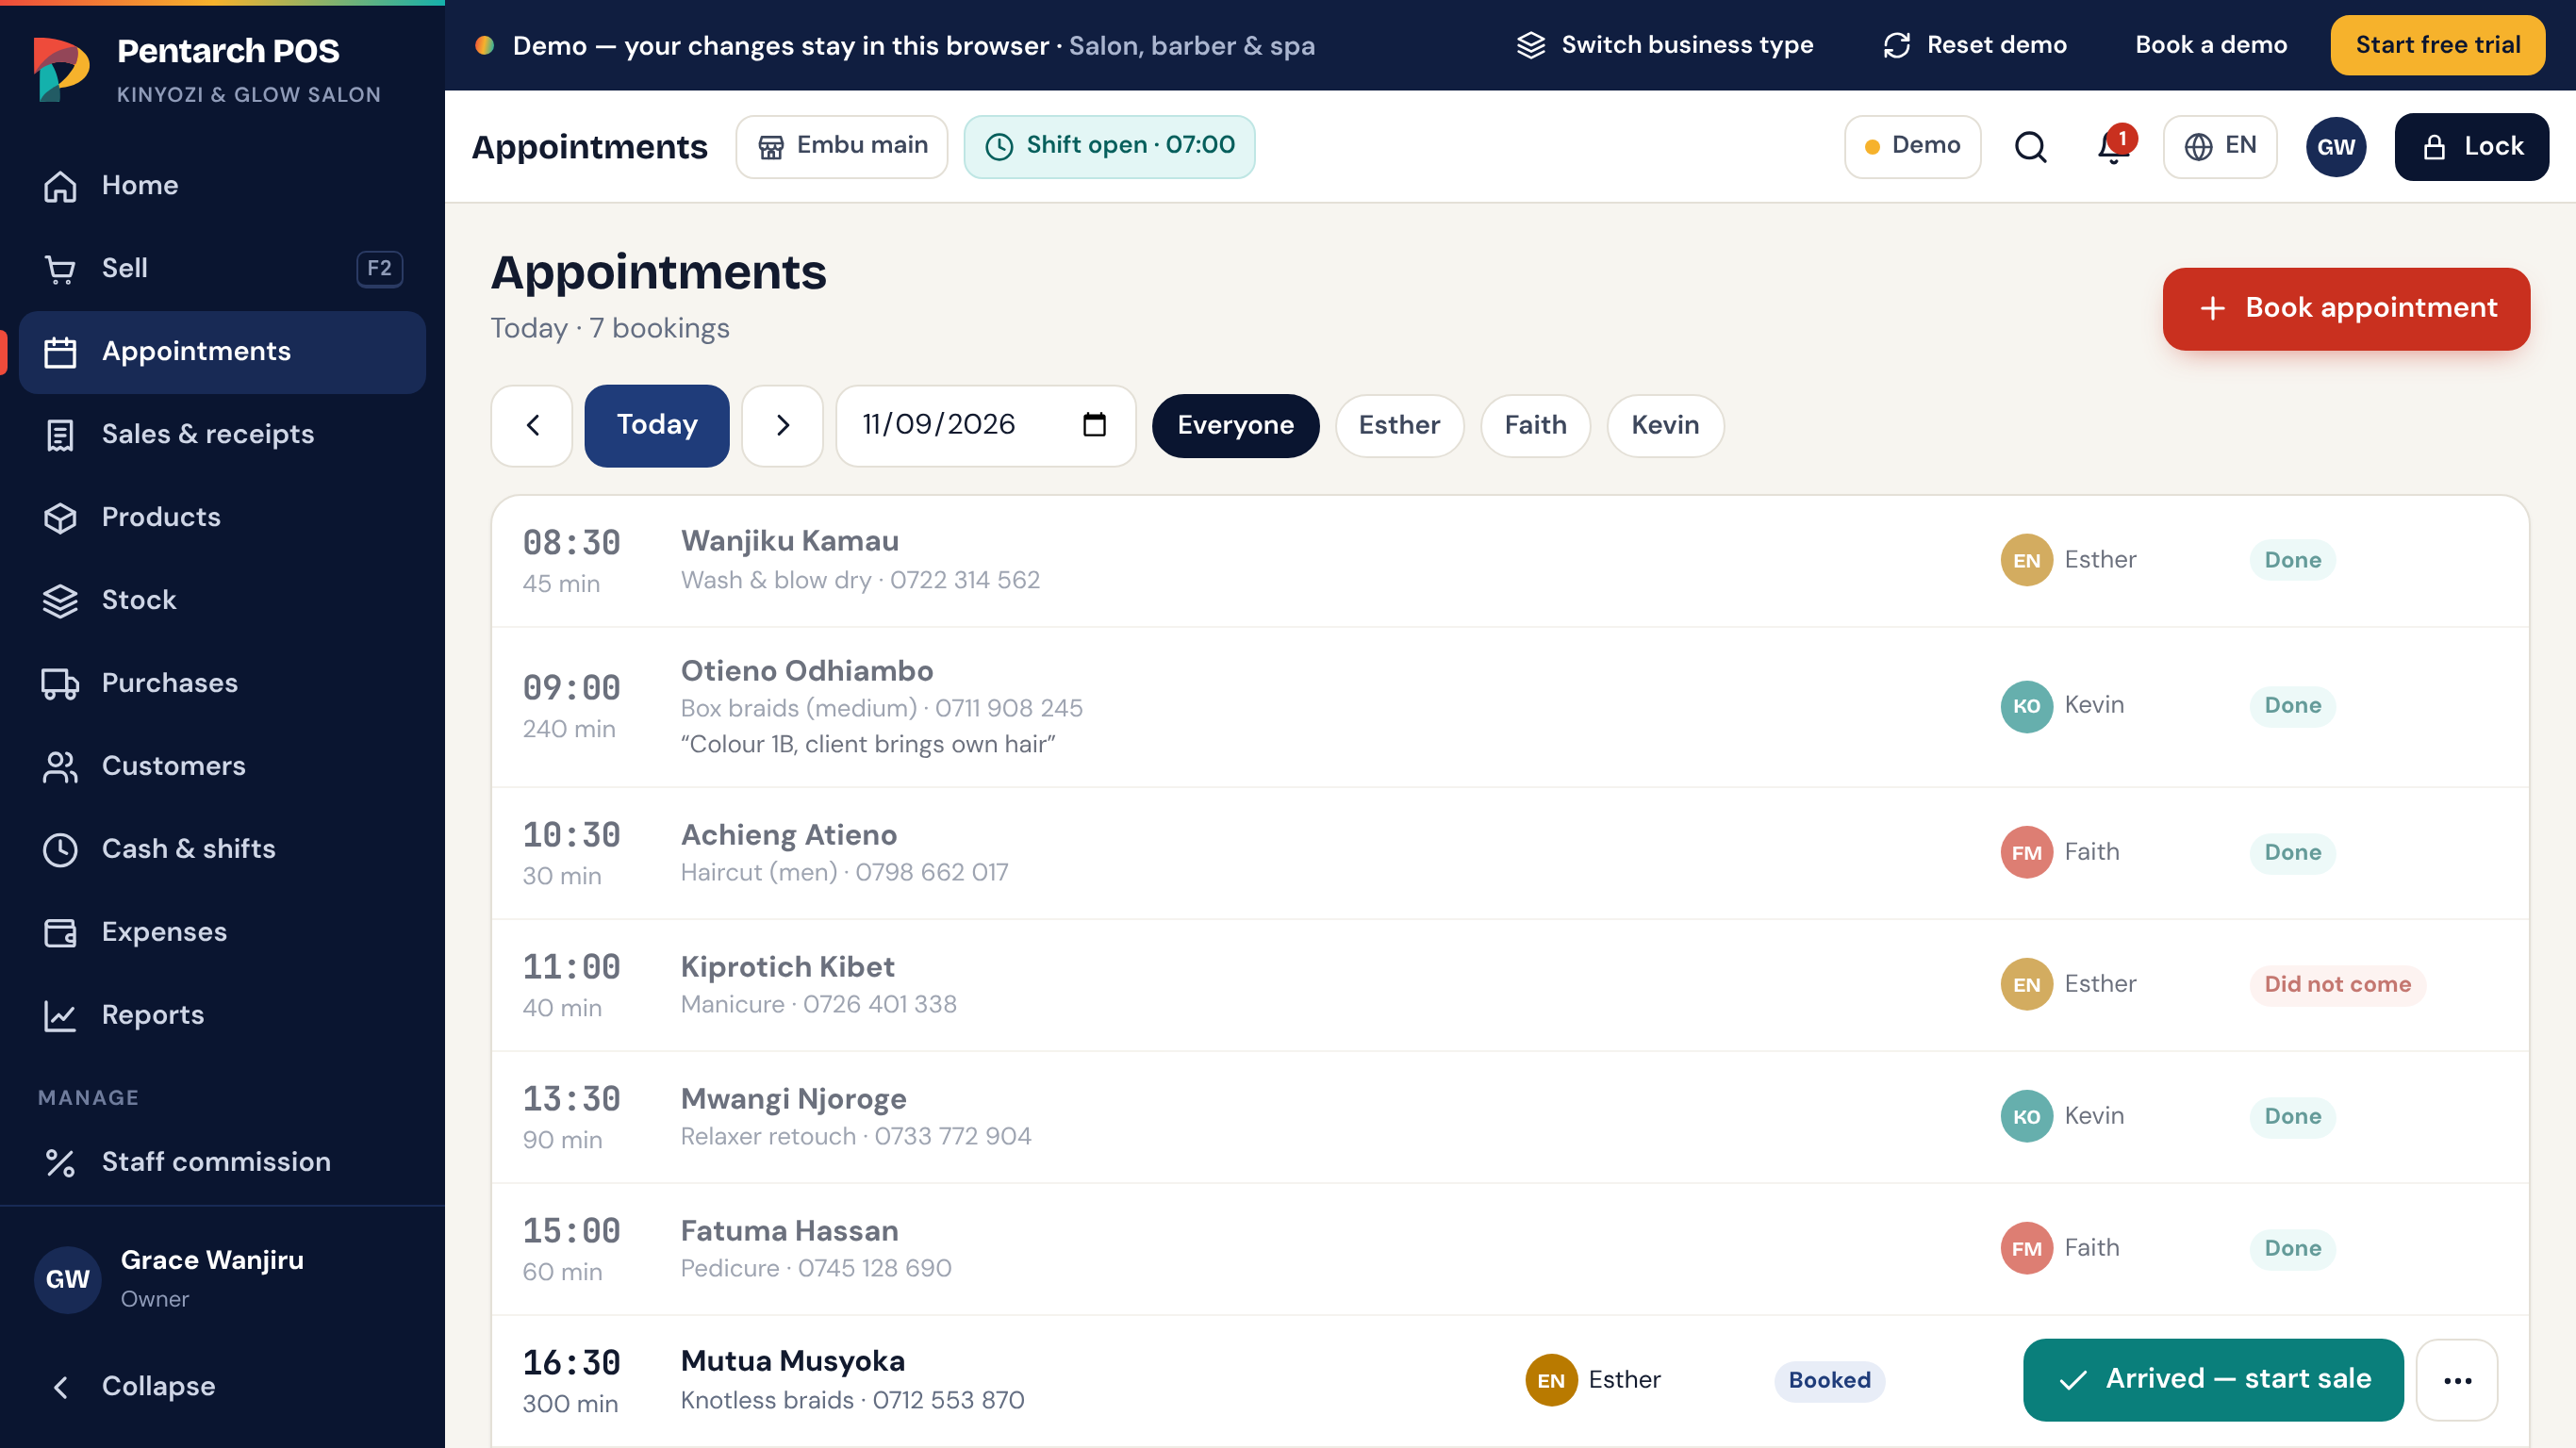 Pentarch POS
KINYOZI & GLOW SALON
Home
Sell F2
Appointments
Sales & receipts
Products
Stock
Purchases
Customers
Cash & shifts
Expenses
Reports
MANAGE
Staff commission
GW Grace Wanjiru
Owner
Collapse
Demo — your changes stay in this browser · Salon, barber & spa
Switch business type
Reset demo
Book a demo
Start free trial
Appointments
Embu main
Shift open · 07:00
Demo
1
EN
GW
Lock
Appointments
Today · 7 bookings
Book appointment
Today
11/09/2026
Everyone
Esther
Faith
Kevin
08:30
45 min
Wanjiku Kamau
Wash & blow dry · 0722 314 562
EN Esther
Done
09:00
240 min
Otieno Odhiambo
Box braids (medium) · 0711 908 245
“Colour 1B, client brings own hair”
KO Kevin
Done
10:30
30 min
Achieng Atieno
Haircut (men) · 0798 662 017
FM Faith
Done
11:00
40 min
Kiprotich Kibet
Manicure · 0726 401 338
EN Esther
Did not come
13:30
90 min
Mwangi Njoroge
Relaxer retouch · 0733 772 904
KO Kevin
Done
15:00
60 min
Fatuma Hassan
Pedicure · 0745 128 690
FM Faith
Done
16:30
300 min
Mutua Musyoka
Knotless braids · 0712 553 870
EN Esther
Booked
Arrived — start sale